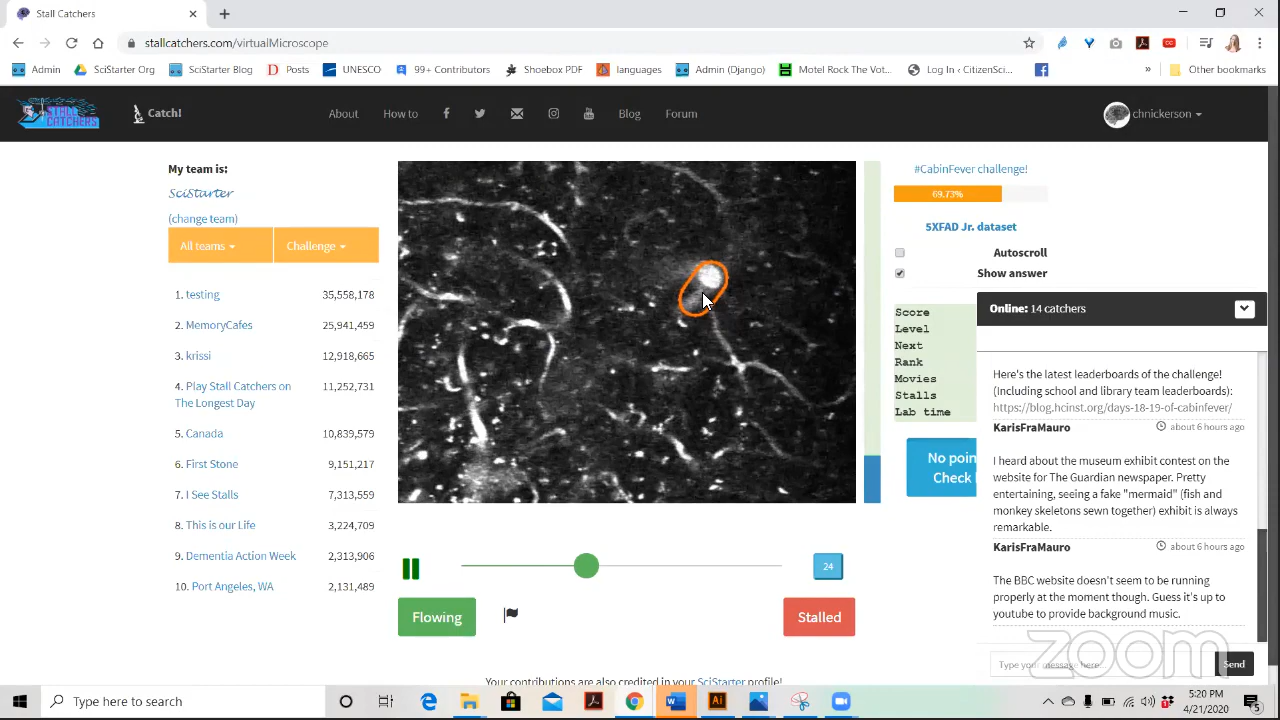 Stall Catchers
stallcatchers.com/virtualMicroscope
Admin
SciStarter Org
SciStarter Blog
Posts
UNESCO
99+ Contributors
Shoebox PDF
languages
Admin (Django)
Motel Rock The Vot...
Log In ‹ CitizenSci...
»
Other bookmarks
STALL CATCHERS
Catch!
About
How to
Blog
Forum
chnickerson
My team is:
SciStarter
(change team)
All teams
Challenge
1. testing 35,558,178
2. MemoryCafes 25,941,459
3. krissi 12,918,665
4. Play Stall Catchers on 11,252,731
The Longest Day
5. Canada 10,839,579
6. First Stone 9,151,217
7. I See Stalls 7,313,559
8. This is our Life 3,224,709
9. Dementia Action Week 2,313,906
10. Port Angeles, WA 2,131,489
24
Flowing
Stalled
Your contributions are also credited in your SciStarter profile!
#CabinFever challenge!
69.73%
5XFAD Jr. dataset
Autoscroll
Show answer
Score
Level
Next
Rank
Movies
Stalls
Lab time
No poin
Check
Online: 14 catchers
Here's the latest leaderboards of the challenge!
(Including school and library team leaderboards):
https://blog.hcinst.org/days-18-19-of-cabinfever/
KarisFraMauro about 6 hours ago
I heard about the museum exhibit contest on the
website for The Guardian newspaper. Pretty
entertaining, seeing a fake "mermaid" (fish and
monkey skeletons sewn together) exhibit is always
remarkable.
KarisFraMauro about 6 hours ago
The BBC website doesn't seem to be running
properly at the moment though. Guess it's up to
youtube to provide background music.
Type your message here...
Send
zoom
Type here to search
5:20 PM
4/21/2020
5